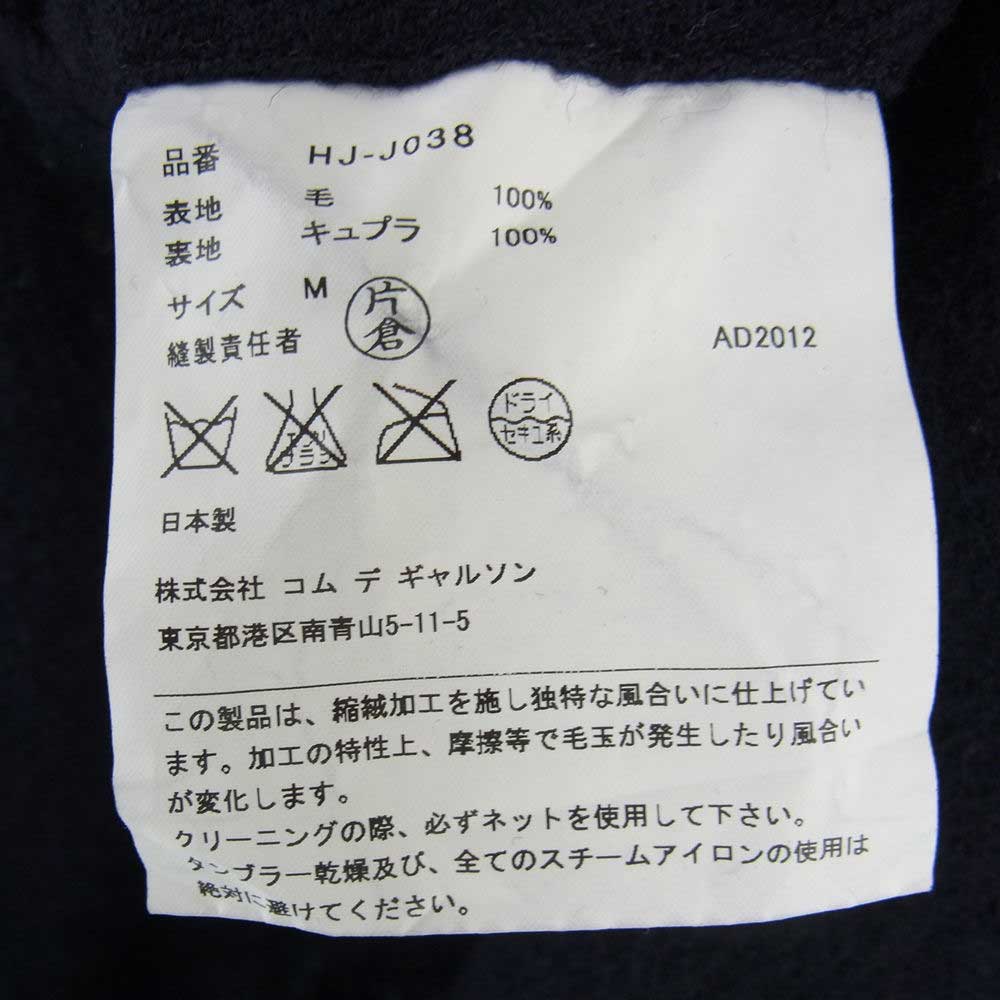 品番 HJ-J038
表地 毛 100%
裏地 キュプラ 100%
サイズ M
縫製責任者 片倉
AD2012
エンソ サラシ
ドライ
セキユ系
日本製
株式会社 コム デ ギャルソン
東京都港区南青山5-11-5
この製品は、縮絨加工を施し独特な風合いに仕上げてい
ます。加工の特性上、摩擦等で毛玉が発生したり風合い
が変化します。
クリーニングの際、必ずネットを使用して下さい。
タンブラー乾燥及び、全てのスチームアイロンの使用は
絶対に避けてください。